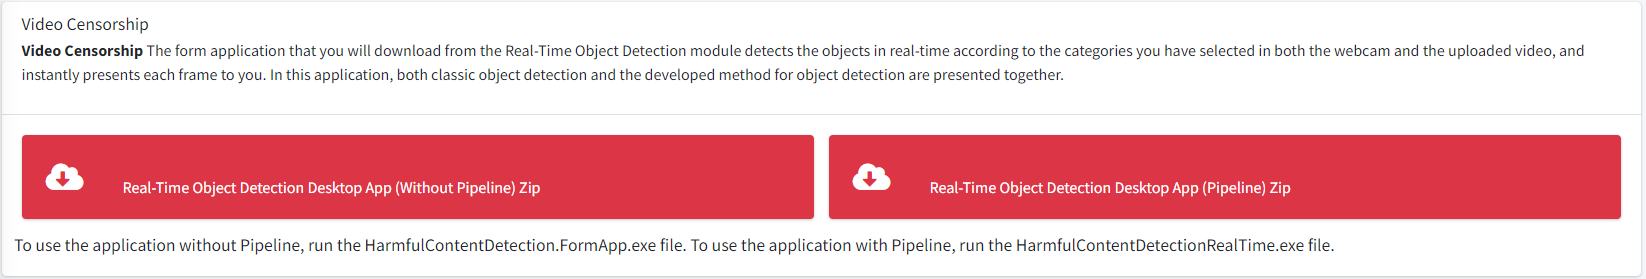 Video Censorship
Video Censorship The form application that you will download from the Real-Time Object Detection module detects the objects in real-time according to the categories you have selected in both the webcam and the uploaded video, and
instantly presents each frame to you. In this application, both classic object detection and the developed method for object detection are presented together.
Real-Time Object Detection Desktop App (Without Pipeline) Zip
Real-Time Object Detection Desktop App (Pipeline) Zip
To use the application without Pipeline, run the HarmfulContentDetection.FormApp.exe file. To use the application with Pipeline, run the HarmfulContentDetectionRealTime.exe file.